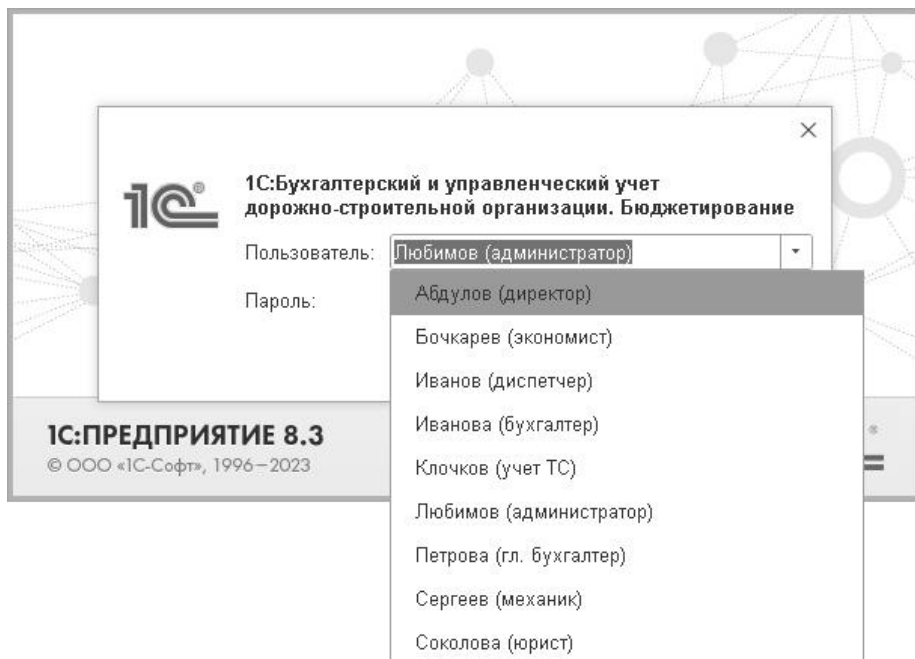 1С®
1С:Бухгалтерский и управленческий учет
дорожно-строительной организации. Бюджетирование
Пользователь: Любимов (администратор)
Пароль:
Абдулов (директор)
Бочкарев (экономист)
Иванов (диспетчер)
Иванова (бухгалтер)
Клочков (учет ТС)
Любимов (администратор)
Петрова (гл. бухгалтер)
Сергеев (механик)
Соколова (юрист)
1С:ПРЕДПРИЯТИЕ 8.3
© ООО «1С-Софт», 1996–2023
®